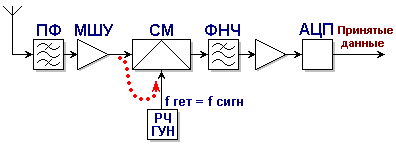 ПФ МШУ СМ ФНЧ АЦП Принятые
данные
f гет = f сигн
РЧ
ГУН